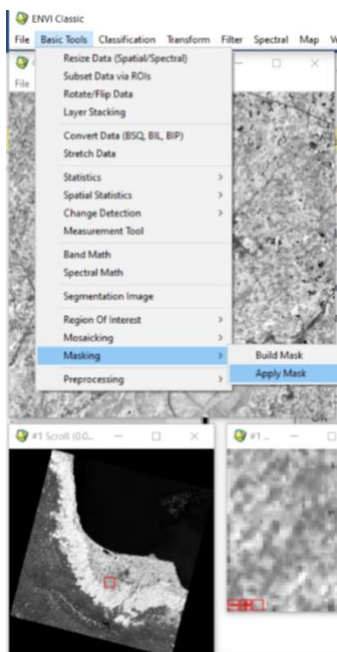 ENVI Classic
File Basic Tools Classification Transform Filter Spectral Map
File
Resize Data (Spatial/Spectral)
Subset Data via ROIs
Rotate/Flip Data
Layer Stacking
Convert Data (BSQ, BIL, BIP)
Stretch Data
Statistics >
Spatial Statistics >
Change Detection >
Measurement Tool
Band Math
Spectral Math
Segmentation Image
Region Of Interest >
Mosaicking >
Masking > Build Mask
Apply Mask
Preprocessing >
#1 Scroll (0.0... #1 ...